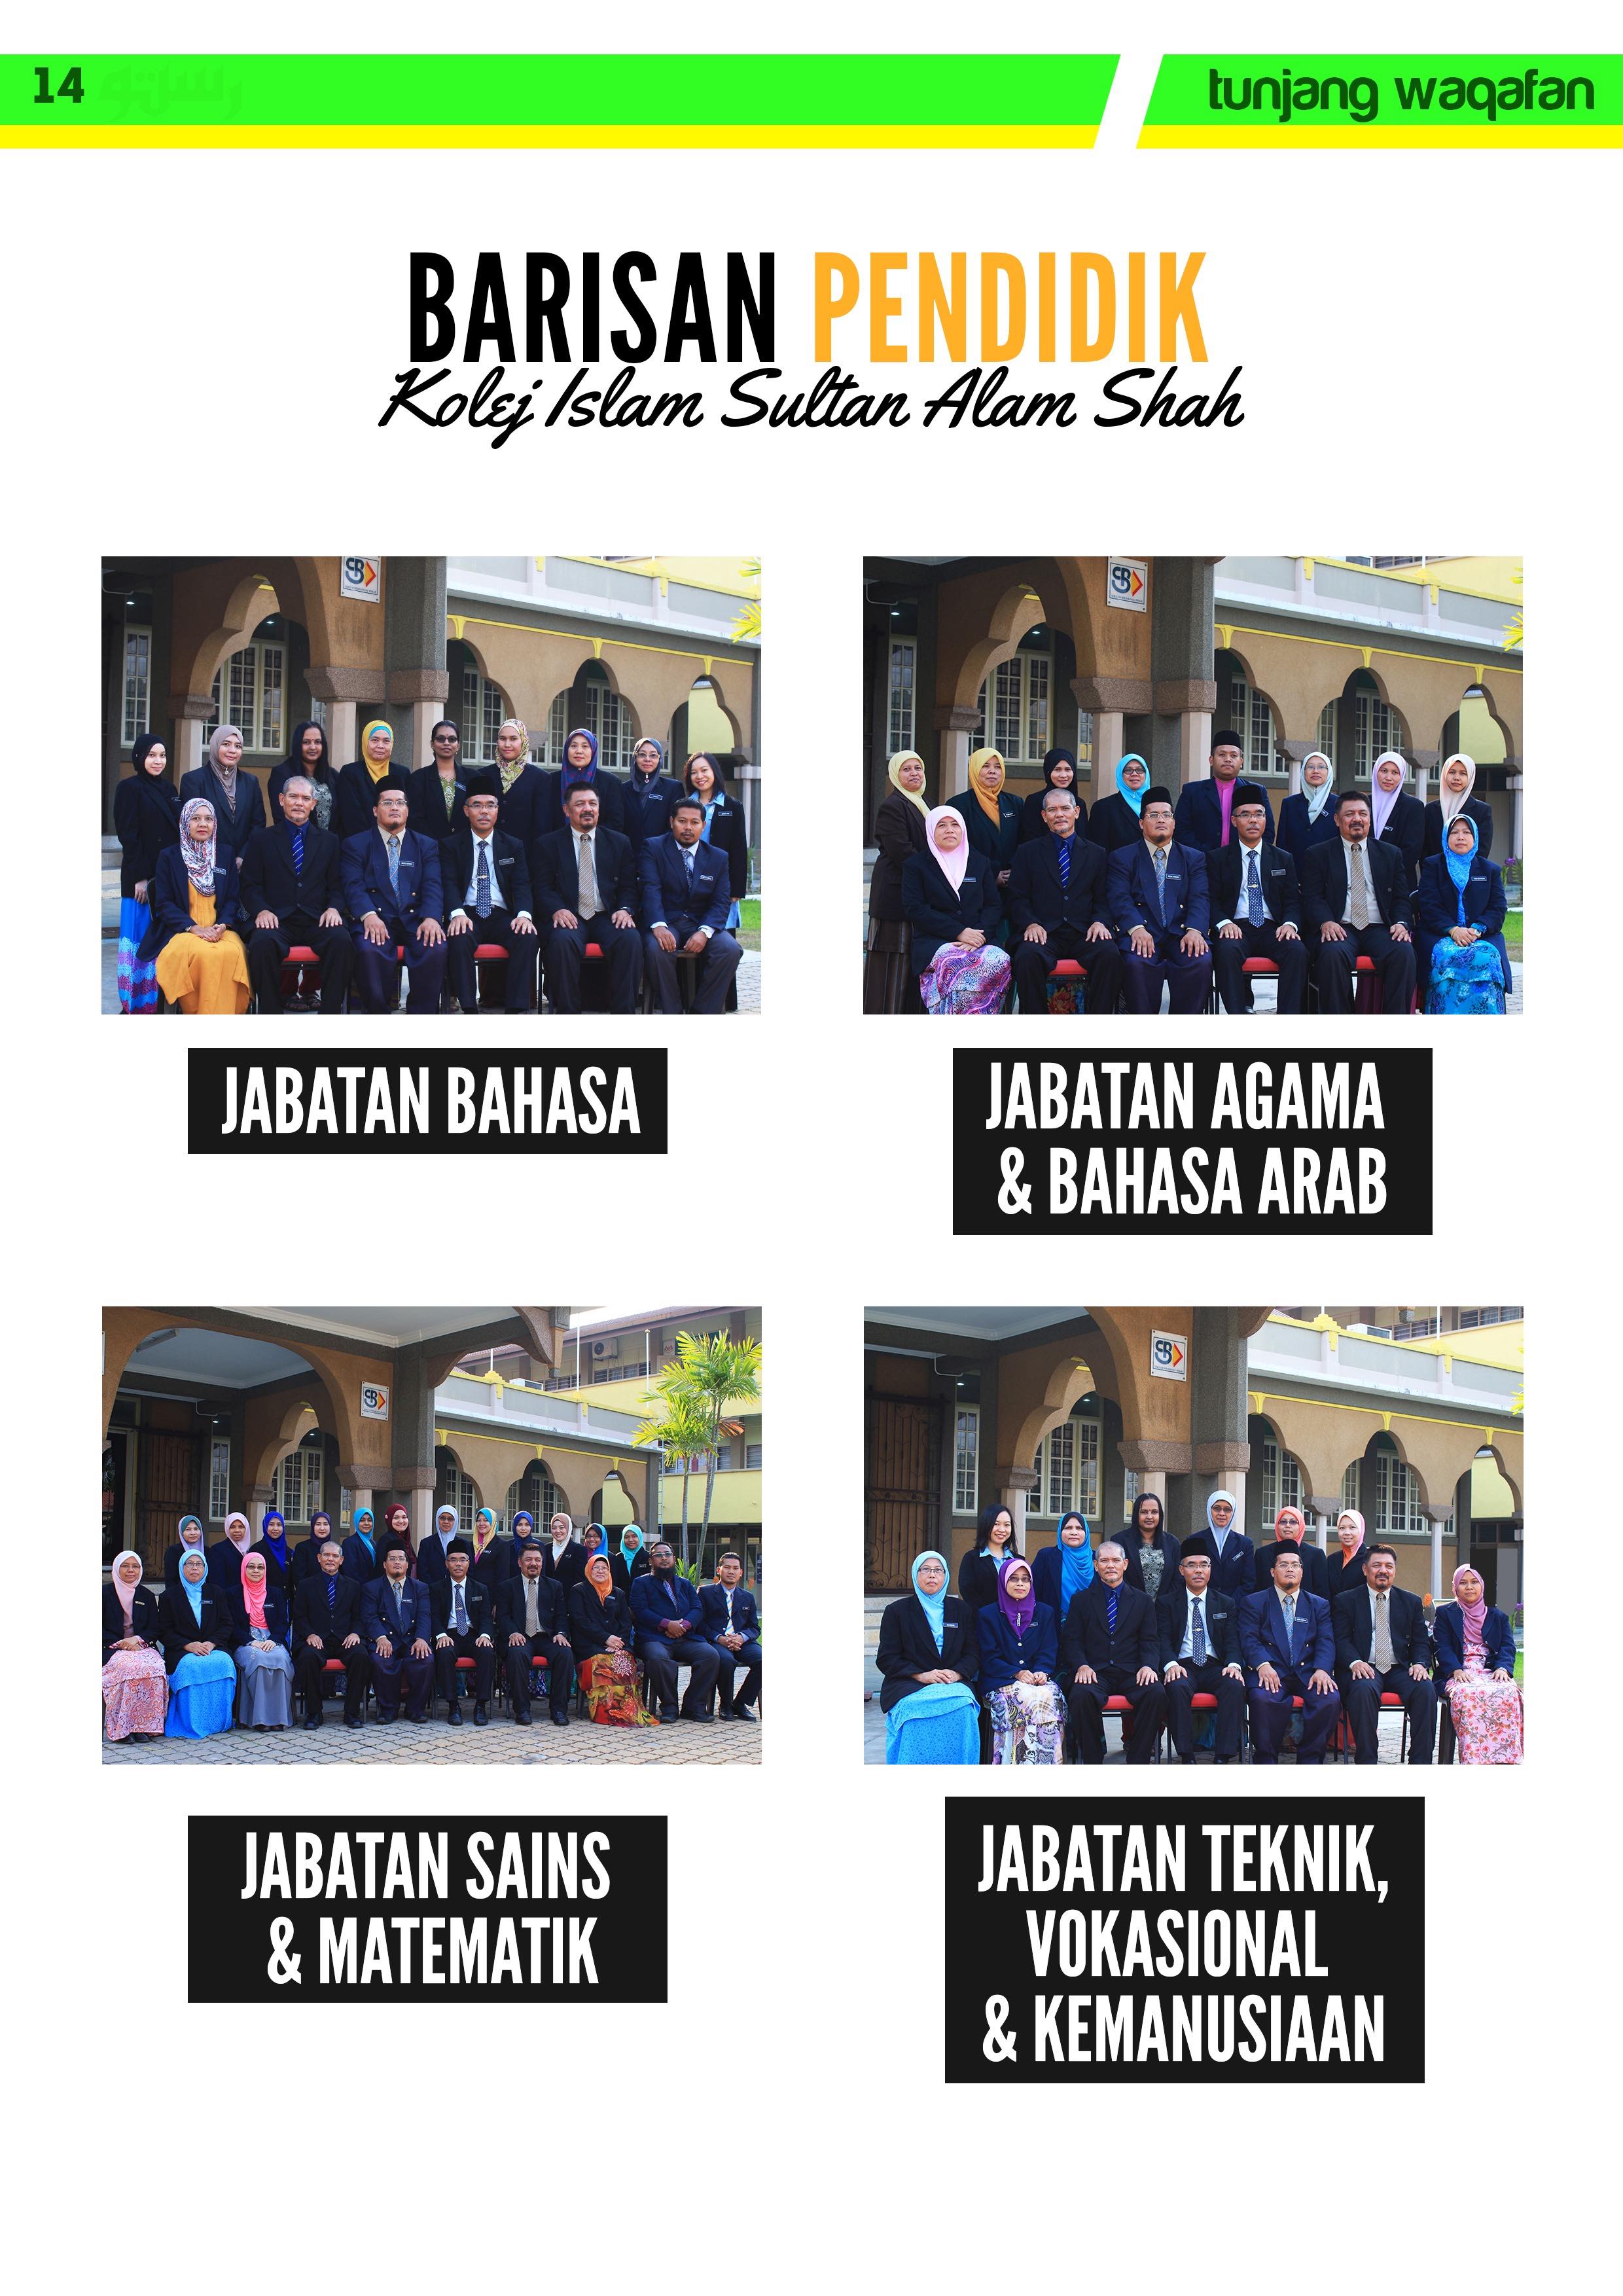 14
tunjang waqafan
BARISAN PENDIDIK
Kolej Islam Sultan Alam Shah
JABATAN BAHASA
JABATAN AGAMA
& BAHASA ARAB
JABATAN SAINS
& MATEMATIK
JABATAN TEKNIK,
VOKASIONAL
& KEMANUSIAAN